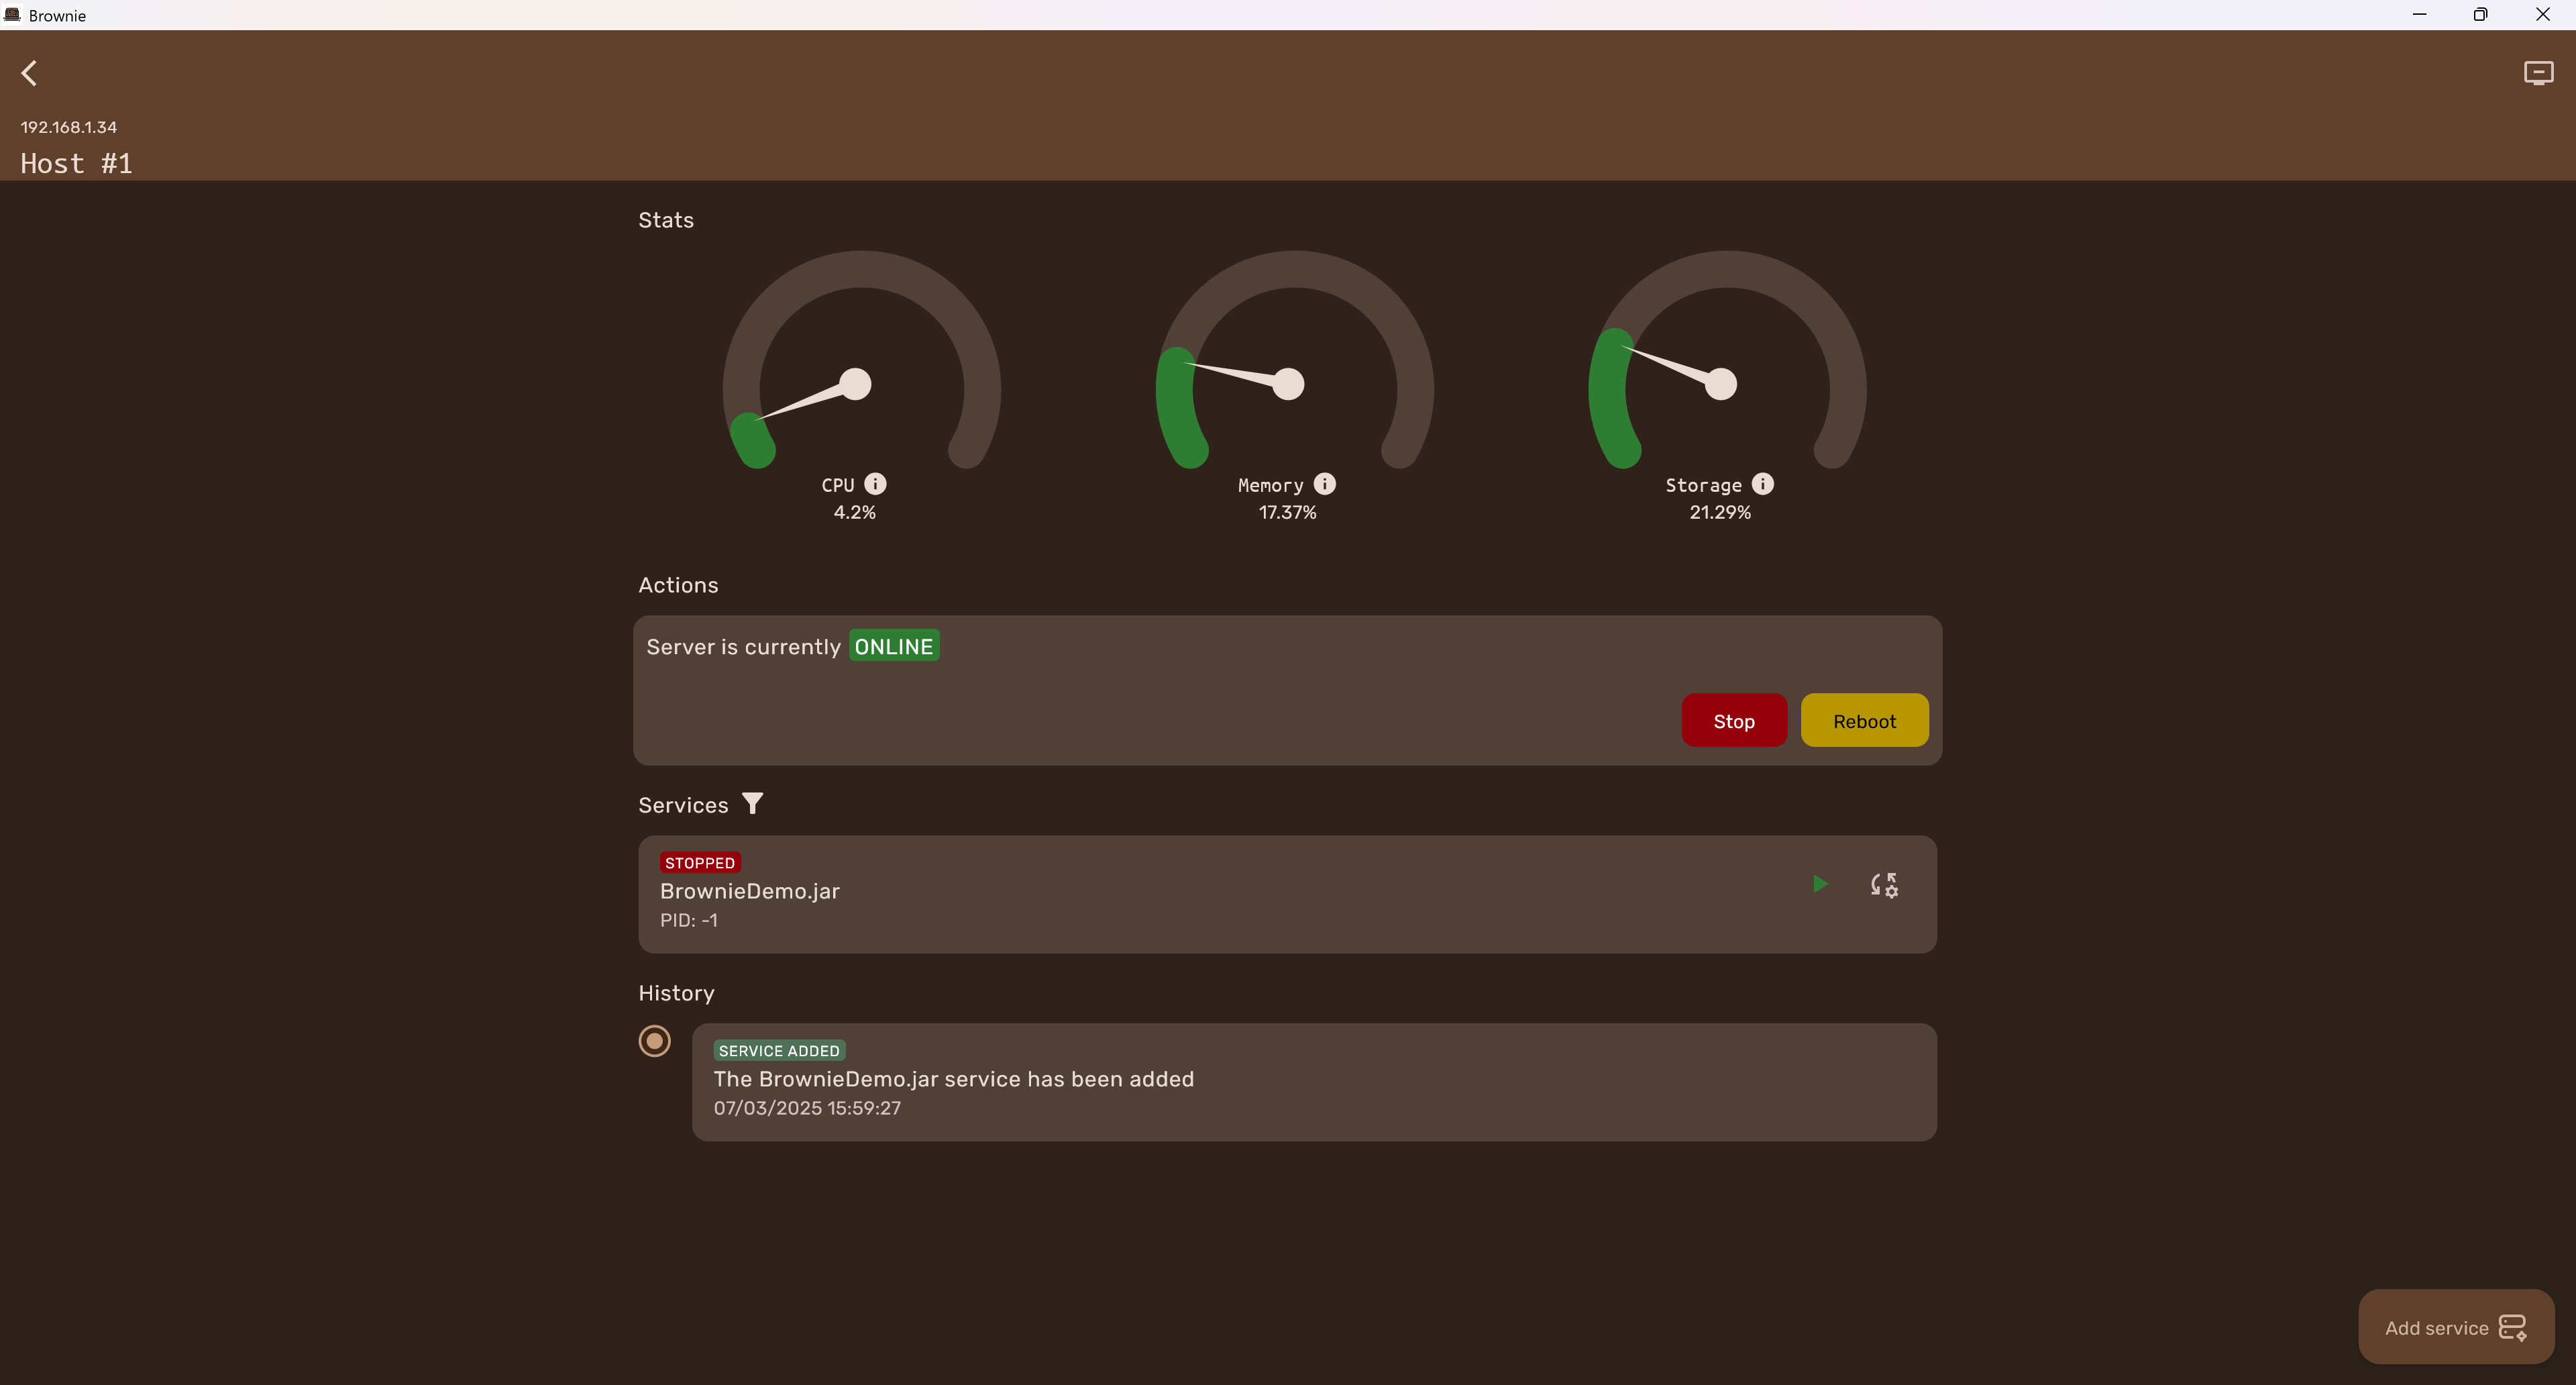 Brownie
192.168.1.34
Host #1
Stats
CPU
4.2%
Memory
17.37%
Storage
21.29%
Actions
Server is currently ONLINE
Stop
Reboot
Services
STOPPED
BrownieDemo.jar
PID: -1
History
SERVICE ADDED
The BrownieDemo.jar service has been added
07/03/2025 15:59:27
Add service